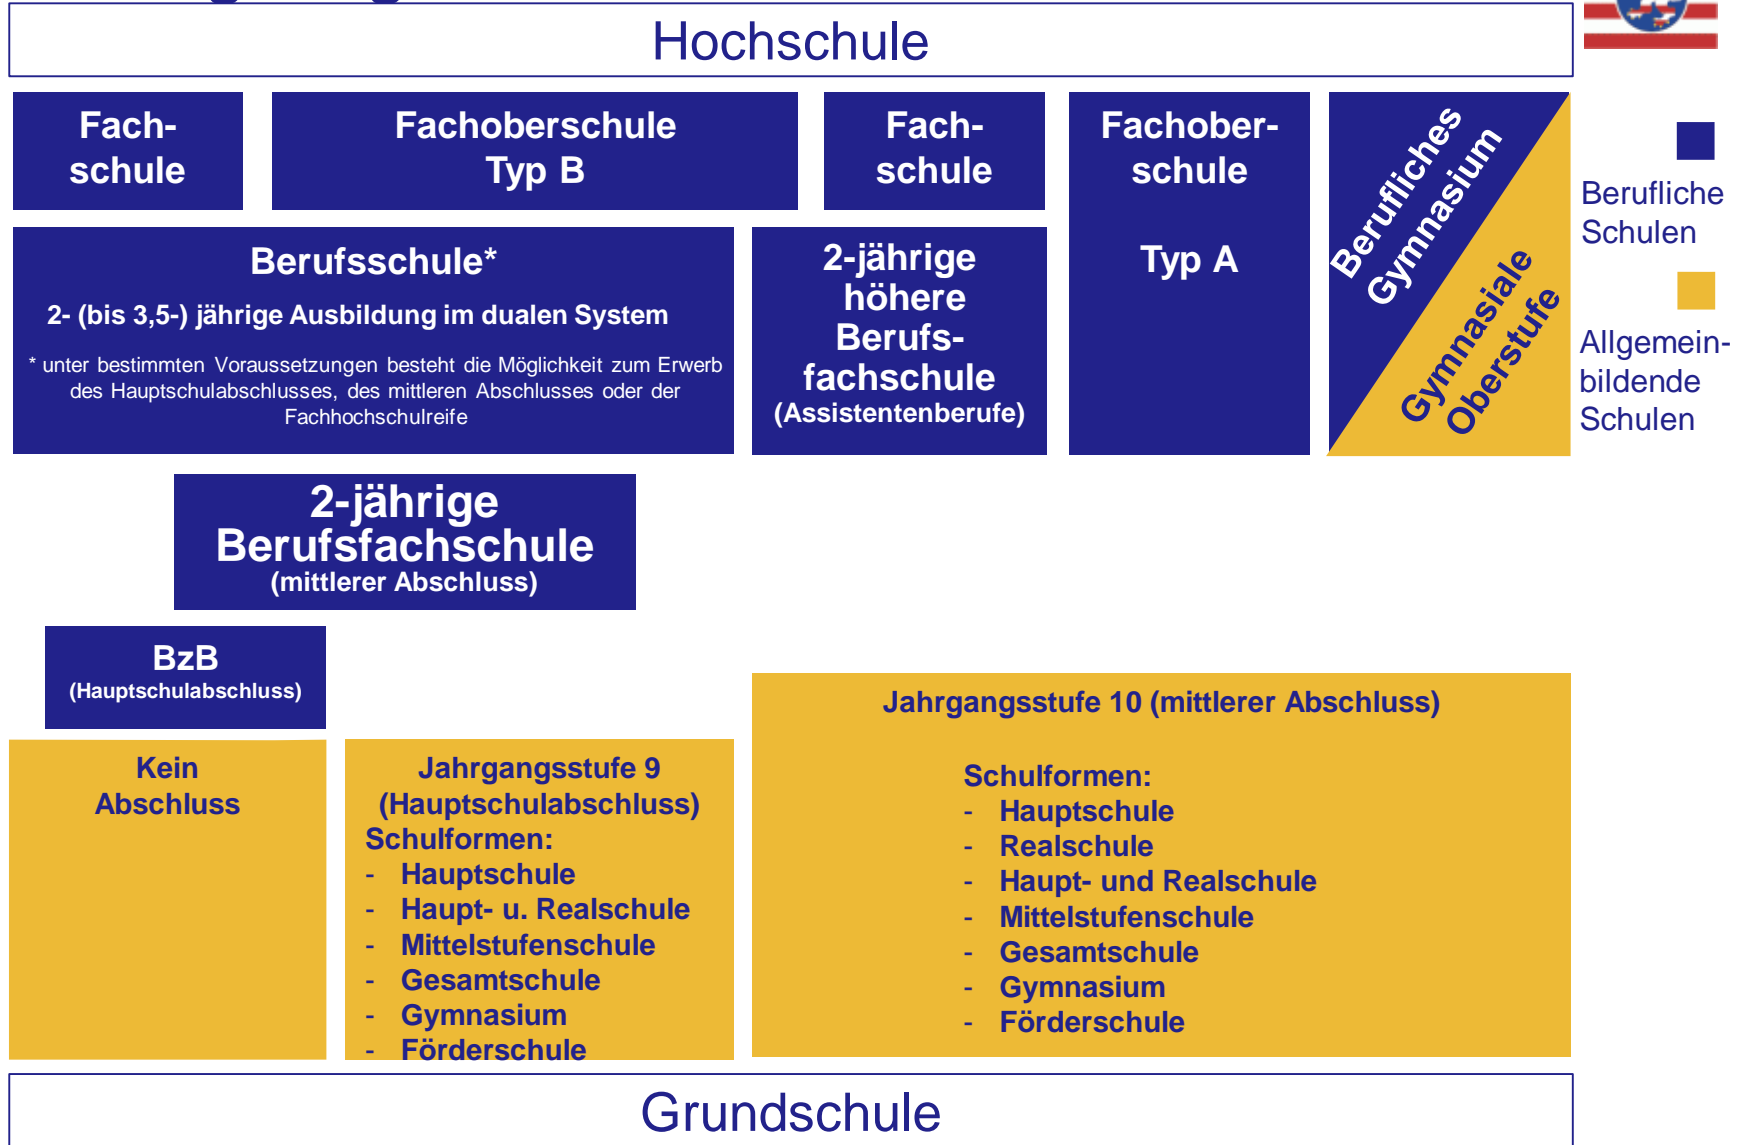 Hochschule
Fach-
schule
Fachoberschule
Typ B
Fach-
schule
Fachober-
schule
Typ A
Berufliches
Gymnasium
Gymnasiale
Oberstufe
Berufliche
Schulen
Allgemein-
bildende
Schulen
Berufsschule*
2- (bis 3,5-) jährige Ausbildung im dualen System
* unter bestimmten Voraussetzungen besteht die Möglichkeit zum Erwerb
des Hauptschulabschlusses, des mittleren Abschlusses oder der
Fachhochschulreife
2-jährige
höhere
Berufs-
fachschule
(Assistentenberufe)
2-jährige
Berufsfachschule
(mittlerer Abschluss)
BzB
(Hauptschulabschluss)
Kein
Abschluss
Jahrgangsstufe 9
(Hauptschulabschluss)
Schulformen:
- Hauptschule
- Haupt- u. Realschule
- Mittelstufenschule
- Gesamtschule
- Gymnasium
- Förderschule
Jahrgangsstufe 10 (mittlerer Abschluss)
Schulformen:
- Hauptschule
- Realschule
- Haupt- und Realschule
- Mittelstufenschule
- Gesamtschule
- Gymnasium
- Förderschule
Grundschule